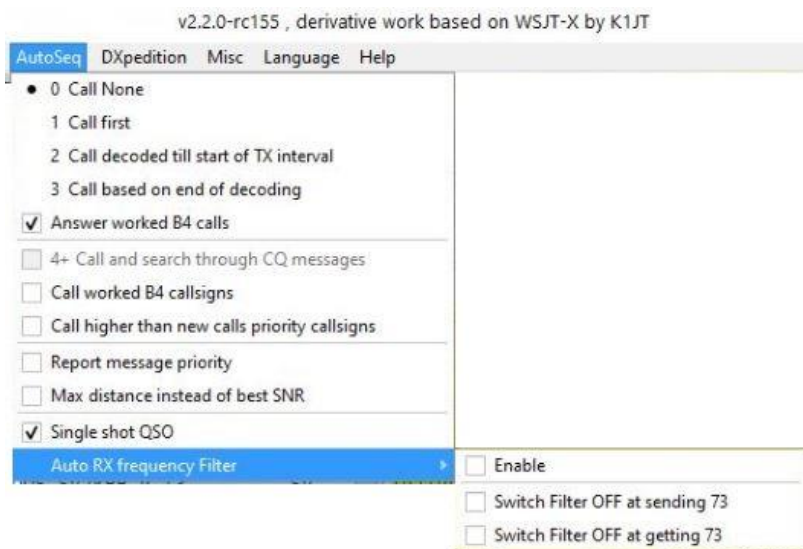 v2.2.0-rc155 , derivative work based on WSJT-X by K1JT
AutoSeq DXpedition Misc Language Help
0 Call None
1 Call first
2 Call decoded till start of TX interval
3 Call based on end of decoding
Answer worked B4 calls
4+ Call and search through CQ messages
Call worked B4 callsigns
Call higher than new calls priority callsigns
Report message priority
Max distance instead of best SNR
Single shot QSO
Auto RX frequency Filter
Enable
Switch Filter OFF at sending 73
Switch Filter OFF at getting 73